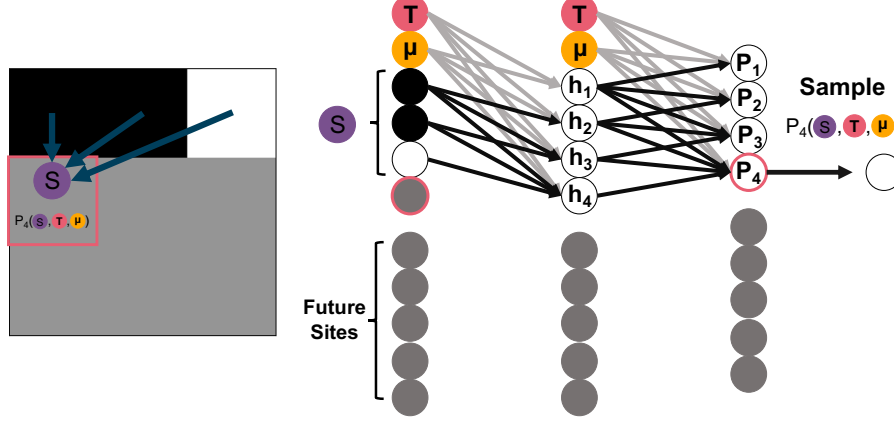 S
P₄(S,T,μ)
S
Future
Sites
T
μ
T
μ
h₁
h₂
h₃
h₄
P₁
P₂
P₃
P₄
Sample
P₄(S,T,μ